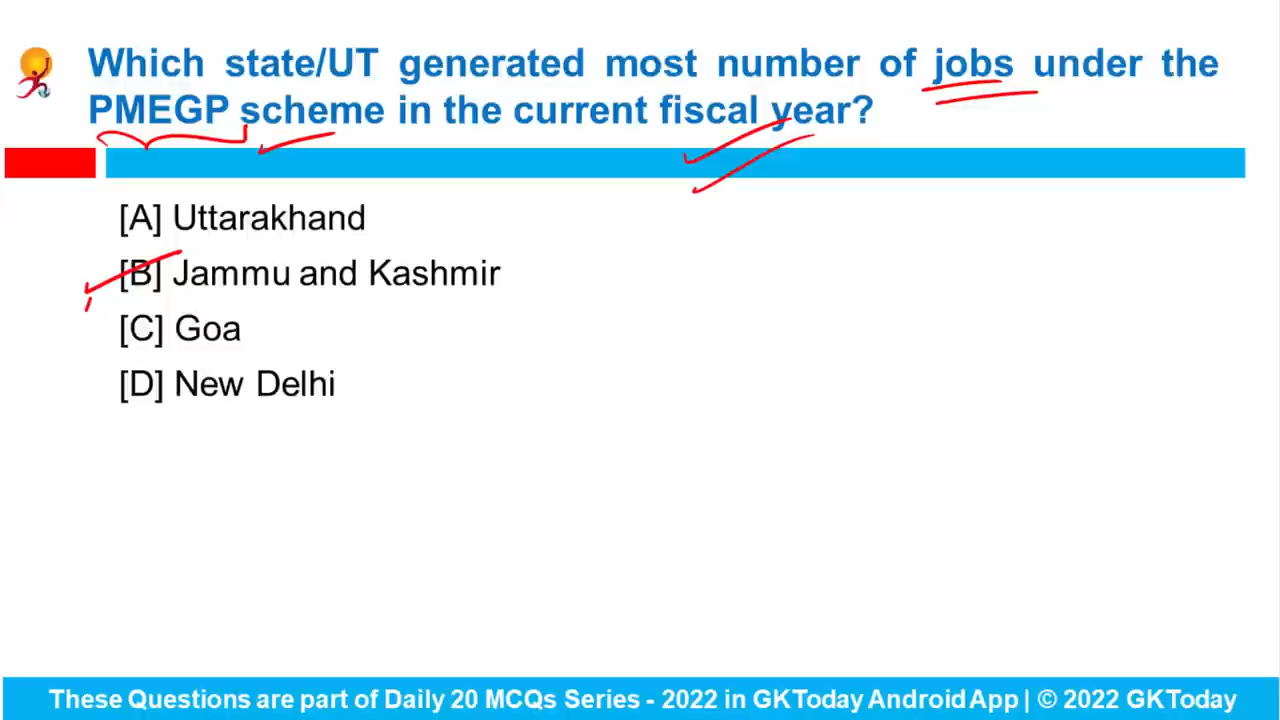 Which state/UT generated most number of jobs under the
PMEGP scheme in the current fiscal year?
[A] Uttarakhand
[B] Jammu and Kashmir
[C] Goa
[D] New Delhi
These Questions are part of Daily 20 MCQs Series - 2022 in GKToday Android App | © 2022 GKToday